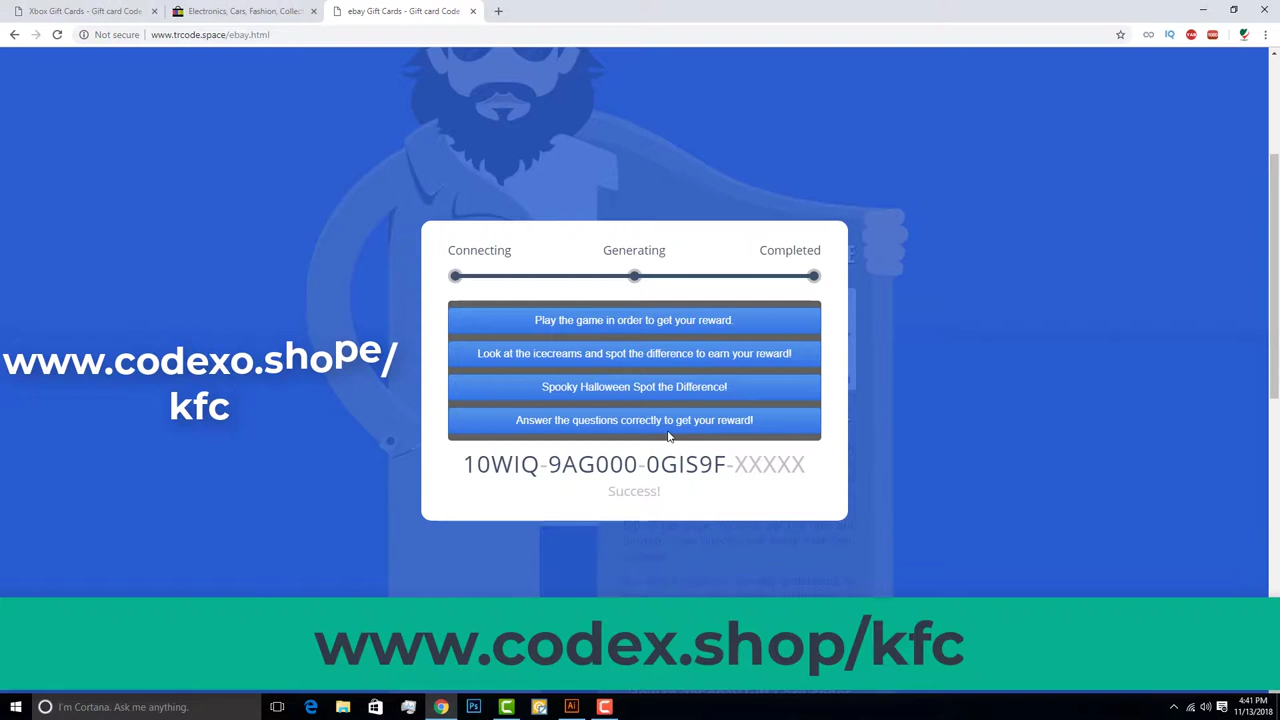 Xbox Gift Cards - Gift card Code
Electronics, Cars, Fashion, Collect
ebay Gift Cards - Gift card Code
Not secure
www.trcode.space/ebay.html
Connecting
Generating
Completed
Play the game in order to get your reward.
Look at the icecreams and spot the difference to earn your reward!
Spooky Halloween Spot the Difference!
Answer the questions correctly to get your reward!
10WIQ-9AG000-0GIS9F-XXXXX
Success!
www.codexo.shope/
kfc
www.codex.shop/kfc
I'm Cortana. Ask me anything.
Ps
Ai
4:41 PM
11/13/2018